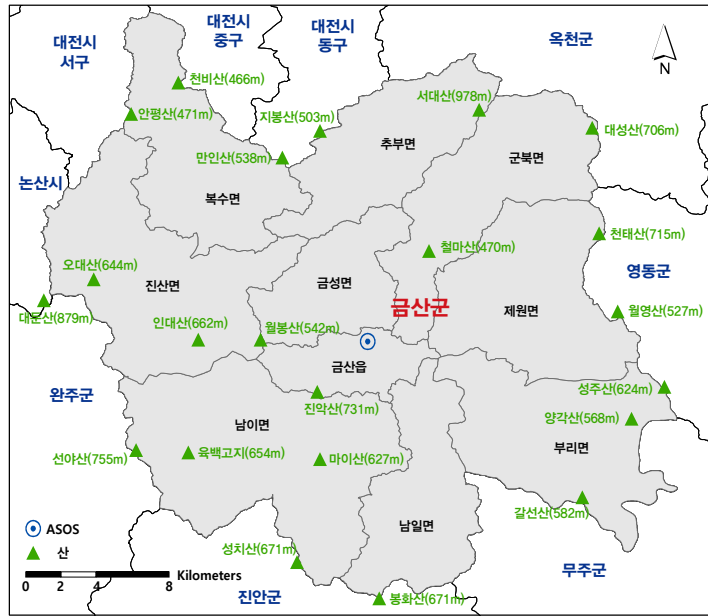 대전시
서구
대전시
중구
대전시
동구
옥천군
N
천비산(466m)
안평산(471m)
지봉산(503m)
서대산(978m)
대성산(706m)
만인산(538m)
추부면
군북면
논산시
복수면
천태산(715m)
철마산(470m)
영동군
오대산(644m)
진산면
금성면
금산군
제원면
월영산(527m)
대둔산(879m)
인대산(662m)
월봉산(542m)
금산읍
완주군
진악산(731m)
성주산(624m)
남이면
양각산(568m)
부리면
선야산(755m)
육백고지(654m)
마이산(627m)
갈선산(582m)
남일면
ASOS
산
성치산(671m)
무주군
Kilometers
0 2 4 8
진안군
봉화산(671m)